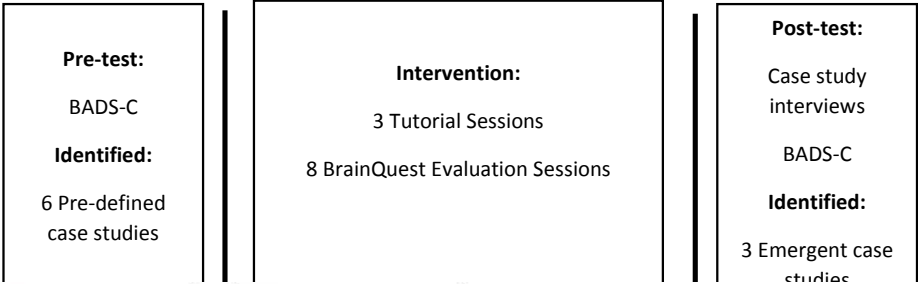 Pre-test:
BADS-C
Identified:
6 Pre-defined
case studies
Intervention:
3 Tutorial Sessions
8 BrainQuest Evaluation Sessions
Post-test:
Case study
interviews
BADS-C
Identified:
3 Emergent case
studies